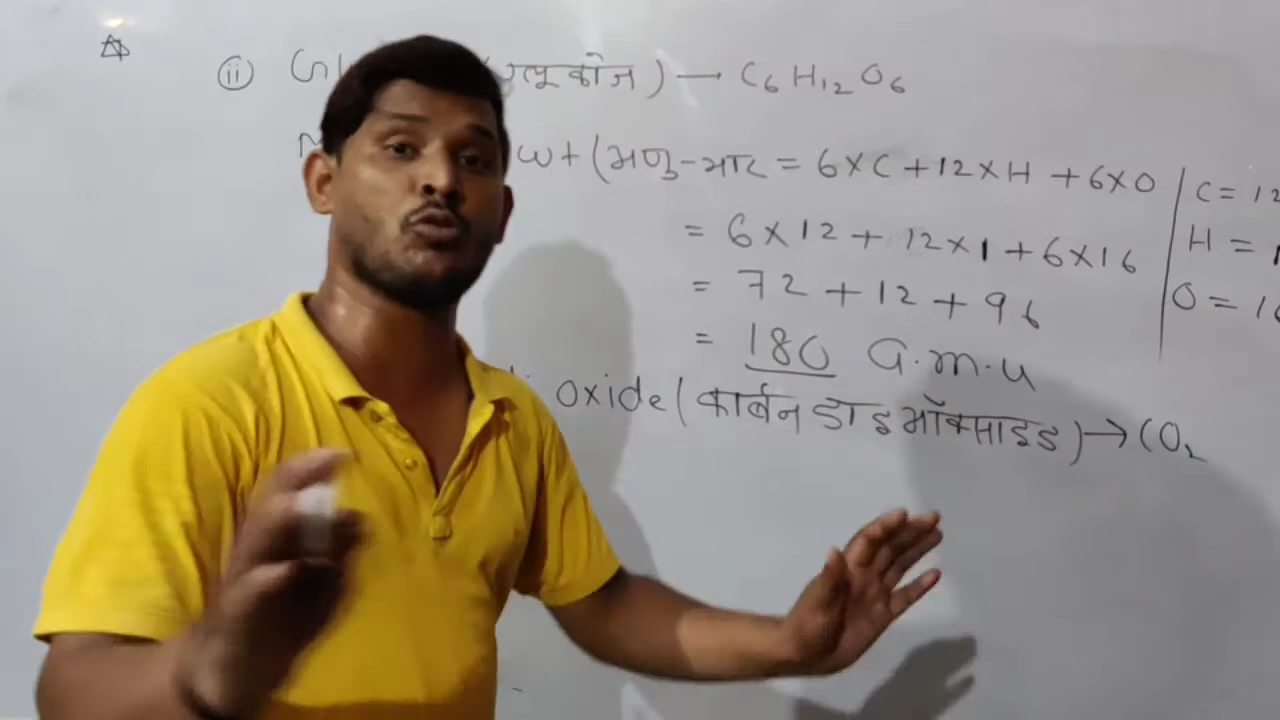 (ii) (ग्लूकोज) → C₆H₁₂O₆
wt (अणु-भार = 6×C+12×H+6×O
C = 12
= 6×12+12×1+6×16
H = 1
= 72+12+96
O = 16
= 180 a.m.u
oxide (कार्बन डाइऑक्साइड) → CO₂